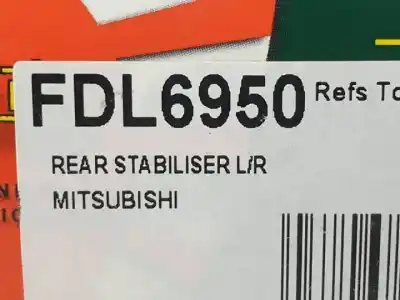 FDL6950 Refs To
REAR STABILISER L/R
MITSUBISHI